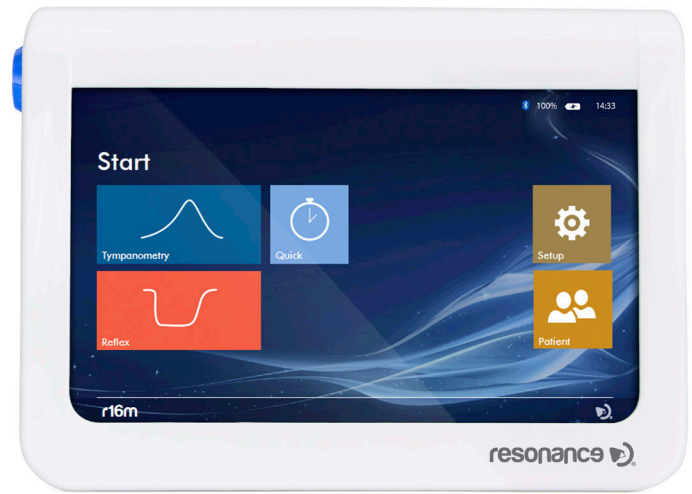 100% 14:33
Start
Tympanometry
Quick
Setup
Reflex
Patient
r16m
resonance